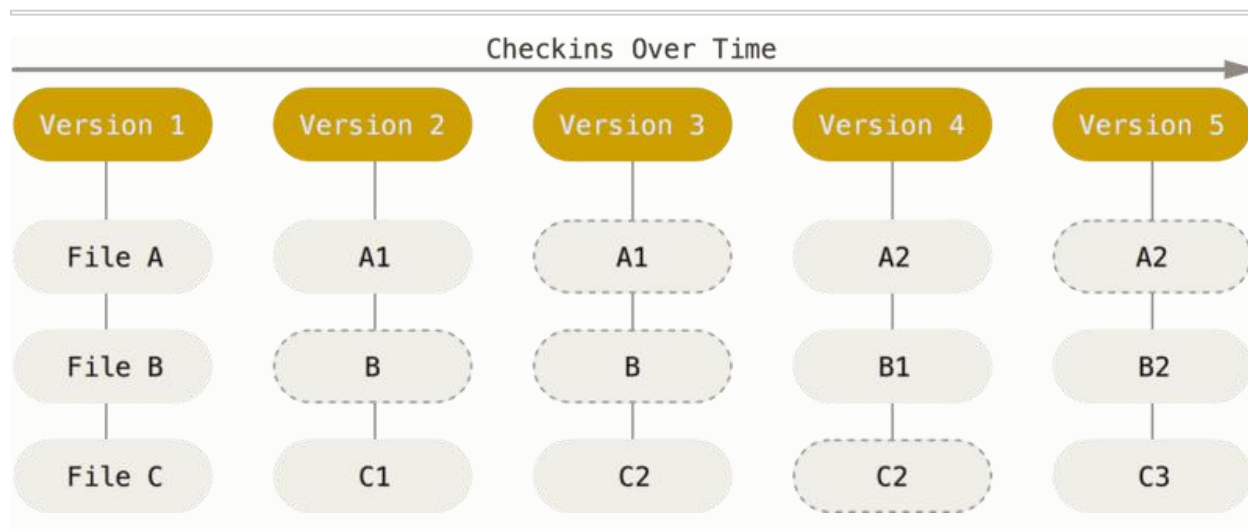 Checkins Over Time
Version 1 Version 2 Version 3 Version 4 Version 5
File A A1 A1 A2 A2
File B B B B1 B2
File C C1 C2 C2 C3